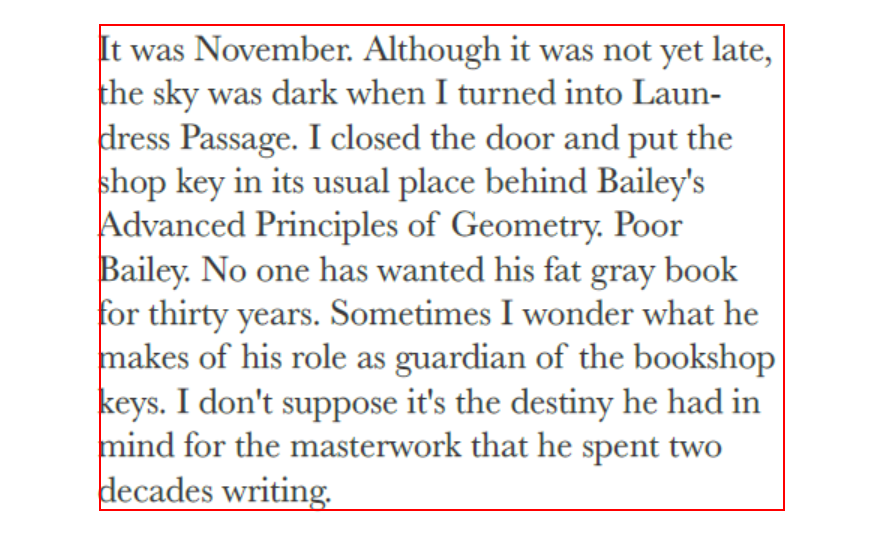 It was November. Although it was not yet late,
the sky was dark when I turned into Laun-
dress Passage. I closed the door and put the
shop key in its usual place behind Bailey's
Advanced Principles of Geometry. Poor
Bailey. No one has wanted his fat gray book
for thirty years. Sometimes I wonder what he
makes of his role as guardian of the bookshop
keys. I don't suppose it's the destiny he had in
mind for the masterwork that he spent two
decades writing.